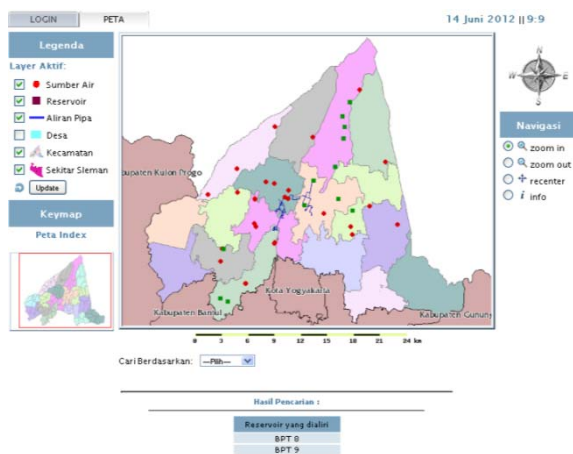 LOGIN
PETA
14 Juni 2012 || 9:9
Legenda
Layer Aktif:
Sumber Air
Reservoir
Aliran Pipa
Desa
Kecamatan
Sekitar Sleman
Update
Keymap
Peta Index
Kabupaten Kulon Progo
Kota Yogyakarta
Kabupaten Bantul
Kabupaten Gunung
N
W
E
S
Navigasi
zoom in
zoom out
recenter
info
0 3 6 9 12 15 18 21 24 km
Cari Berdasarkan: ---Pilih---
Hasil Pencarian :
Reservoir yang dialiri
BPT 8
BPT 9